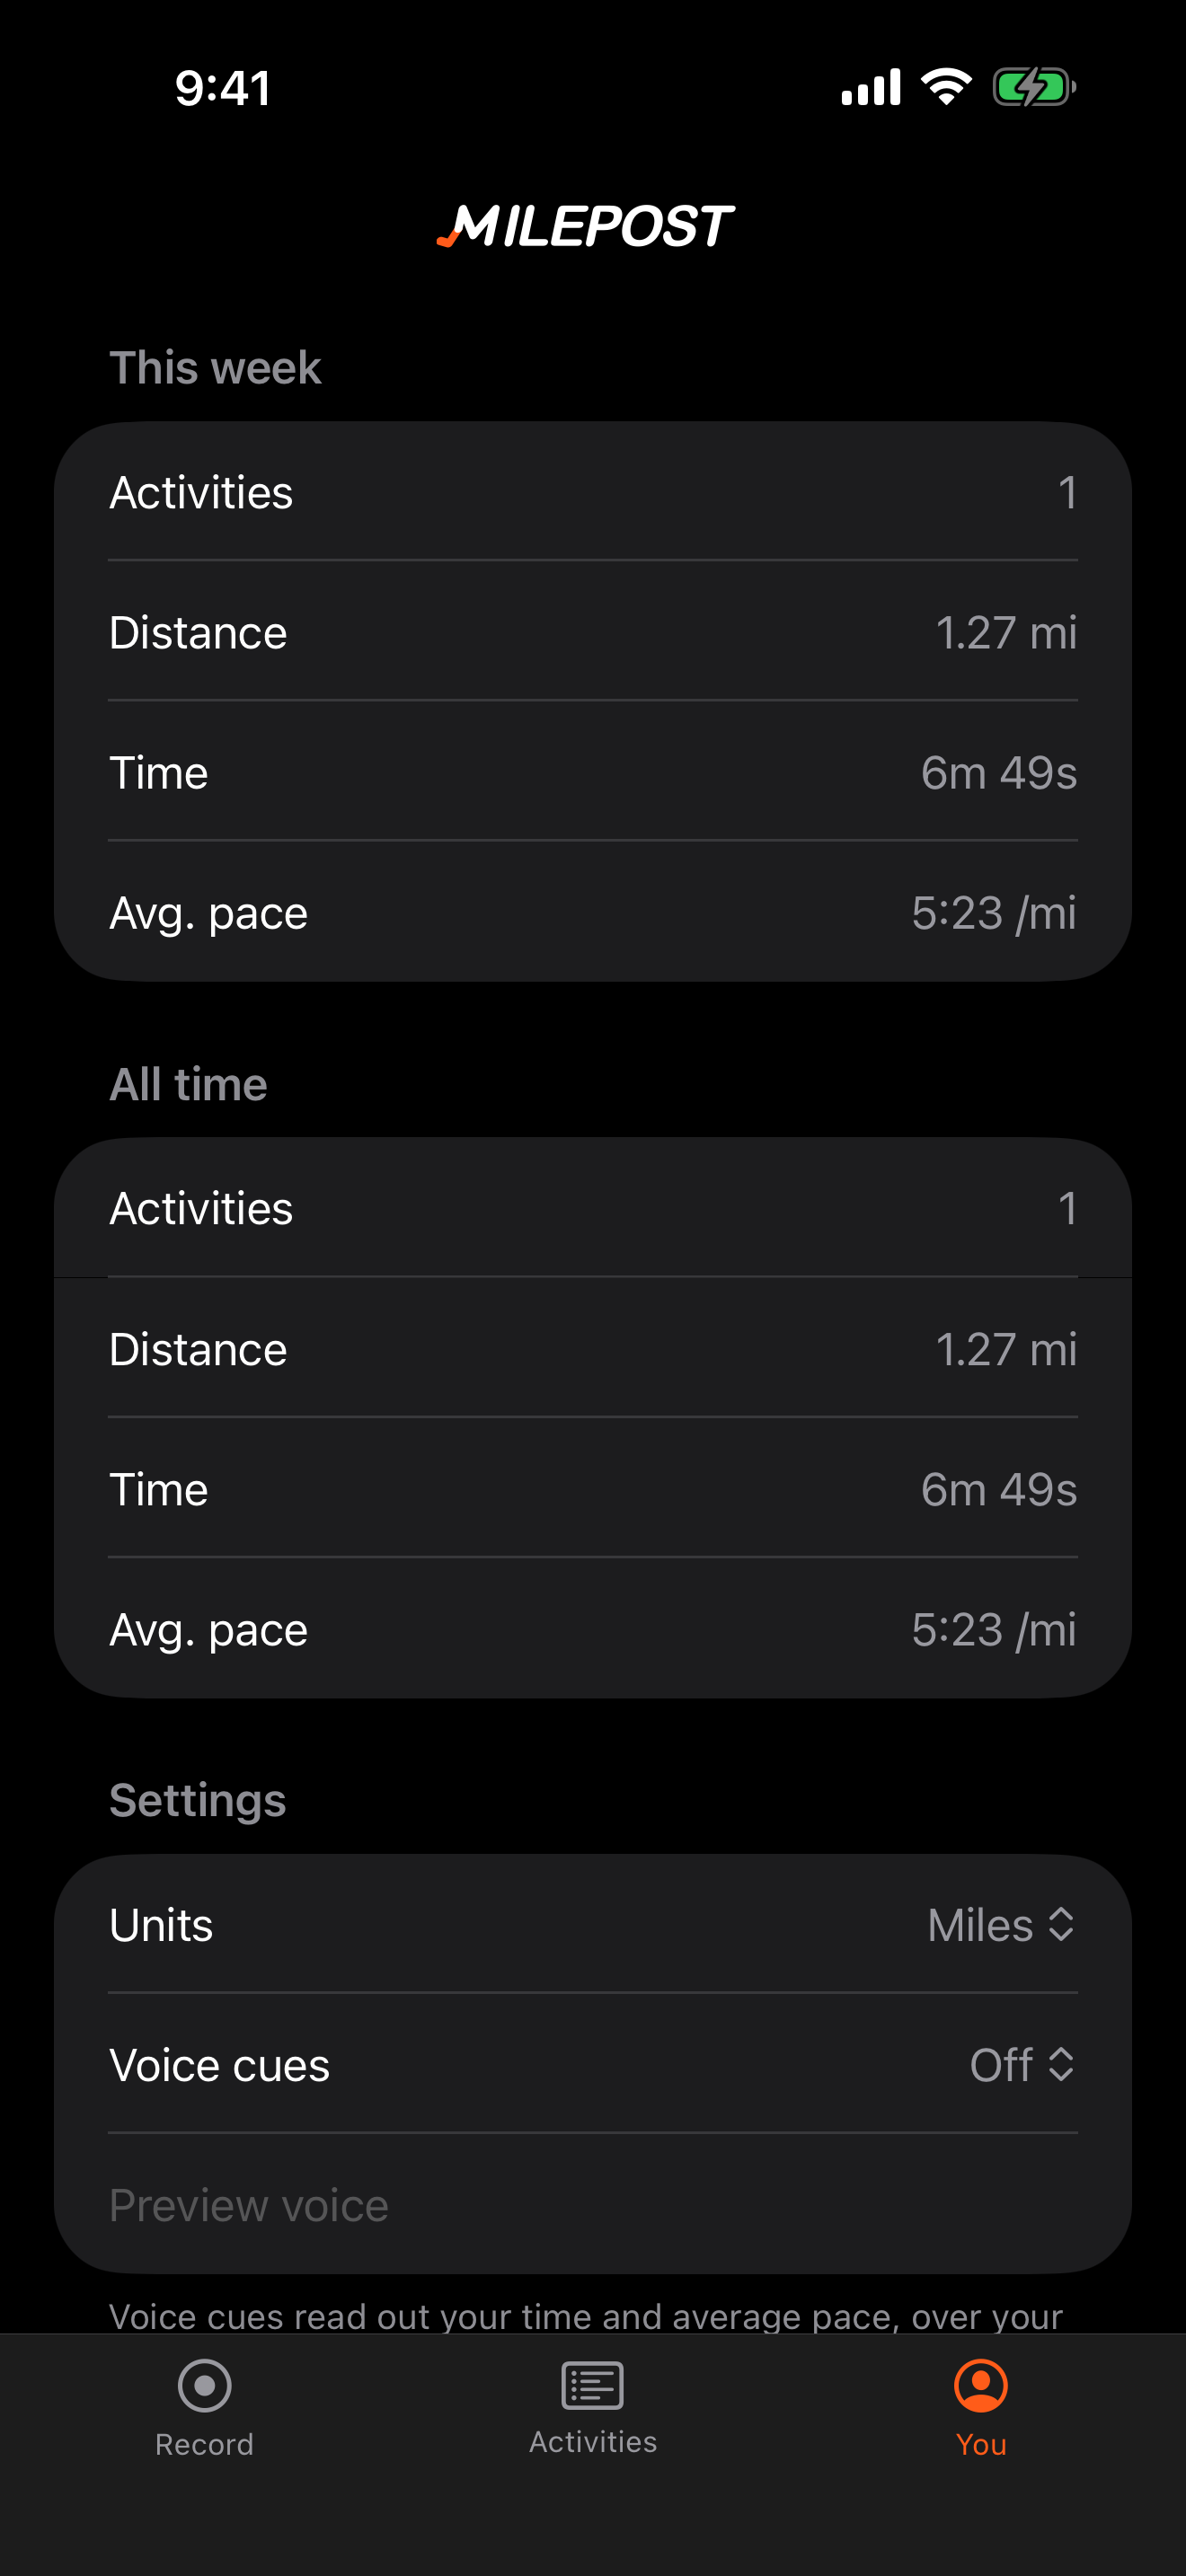 9:41
MILEPOST
This week
Activities 1
Distance 1.27 mi
Time 6m 49s
Avg. pace 5:23 /mi
All time
Activities 1
Distance 1.27 mi
Time 6m 49s
Avg. pace 5:23 /mi
Settings
Units Miles
Voice cues Off
Preview voice
Voice cues read out your time and average pace, over your
Record Activities You